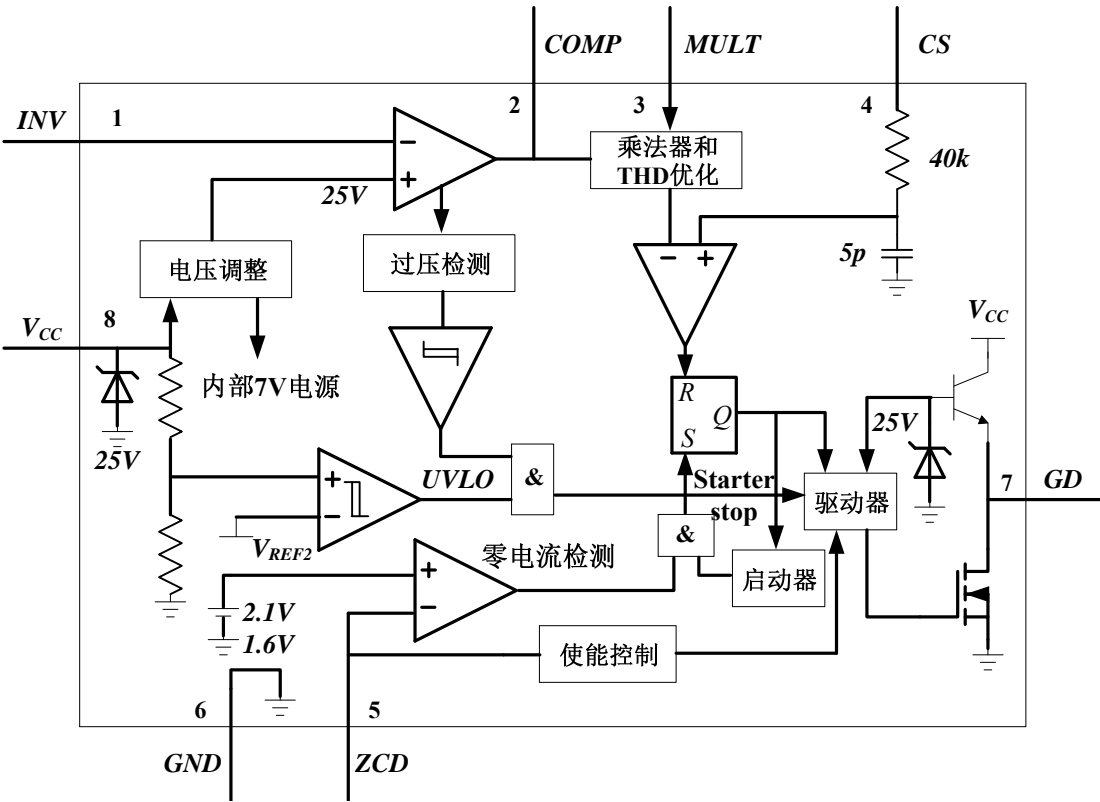 COMP
MULT
CS
INV
1
2
3
4
乘法器和
THD优化
40k
25V
5p
电压调整
过压检测
VCC
8
VCC
内部7V电源
25V
R
Q
S
25V
UVLO
&
Starter
stop
驱动器
7
GD
VREF2
&
零电流检测
启动器
2.1V
1.6V
使能控制
6
5
GND
ZCD